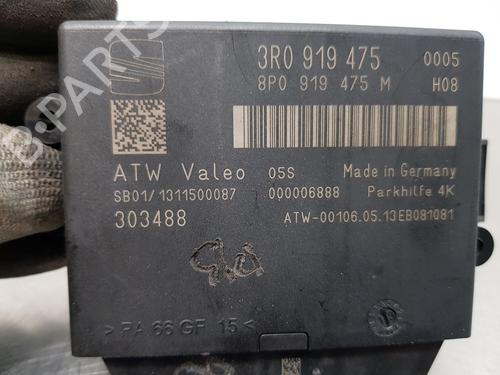 3R0 919 475 0005
8P0 919 475 M H08
B-PARTS
ATW Valeo 05S Made in Germany
SB01/1311500087 000006888 Parkhilfe 4K
303488 ATW-00106.05.13EB081081
>PA 66 GF 15<